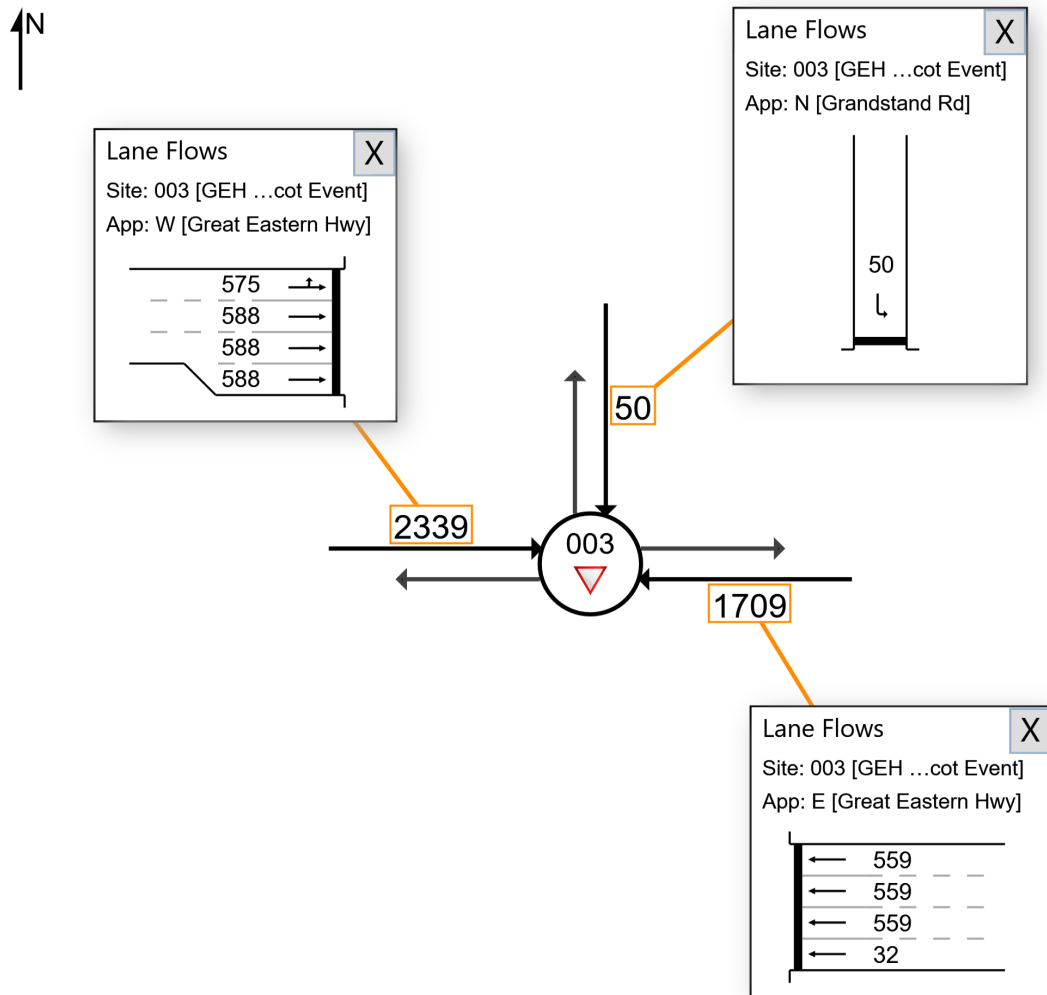 N
Lane Flows
X
Site: 003 [GEH ...cot Event]
App: N [Grandstand Rd]
50
Lane Flows
X
Site: 003 [GEH ...cot Event]
App: W [Great Eastern Hwy]
575
588
588
588
50
2339
003
1709
Lane Flows
X
Site: 003 [GEH ...cot Event]
App: E [Great Eastern Hwy]
559
559
559
32